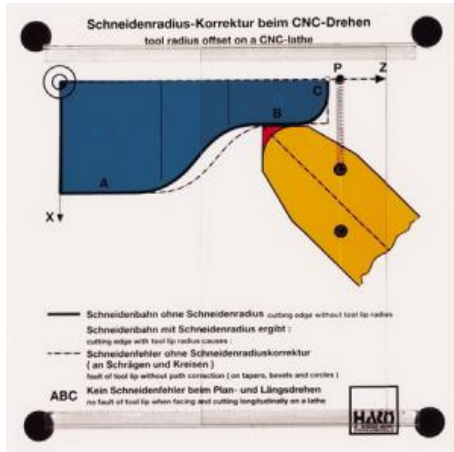 Schneidenradius-Korrektur beim CNC-Drehen
tool radius offset on a CNC-lathe
P
Z
C
B
A
X
Schneidenbahn ohne Schneidenradius cutting edge without tool tip radius
Schneidenbahn mit Schneidenradius ergibt :
cutting edge with tool tip radius causes :
Schneidenfehler ohne Schneidenradiuskorrektur
( an Schrägen und Kreisen )
fault of tool tip without path correction ( on tapers, bevels and circles )
ABC Kein Schneidenfehler beim Plan- und Längsdrehen
no fault of tool tip when facing and cutting longitudinally on a lathe